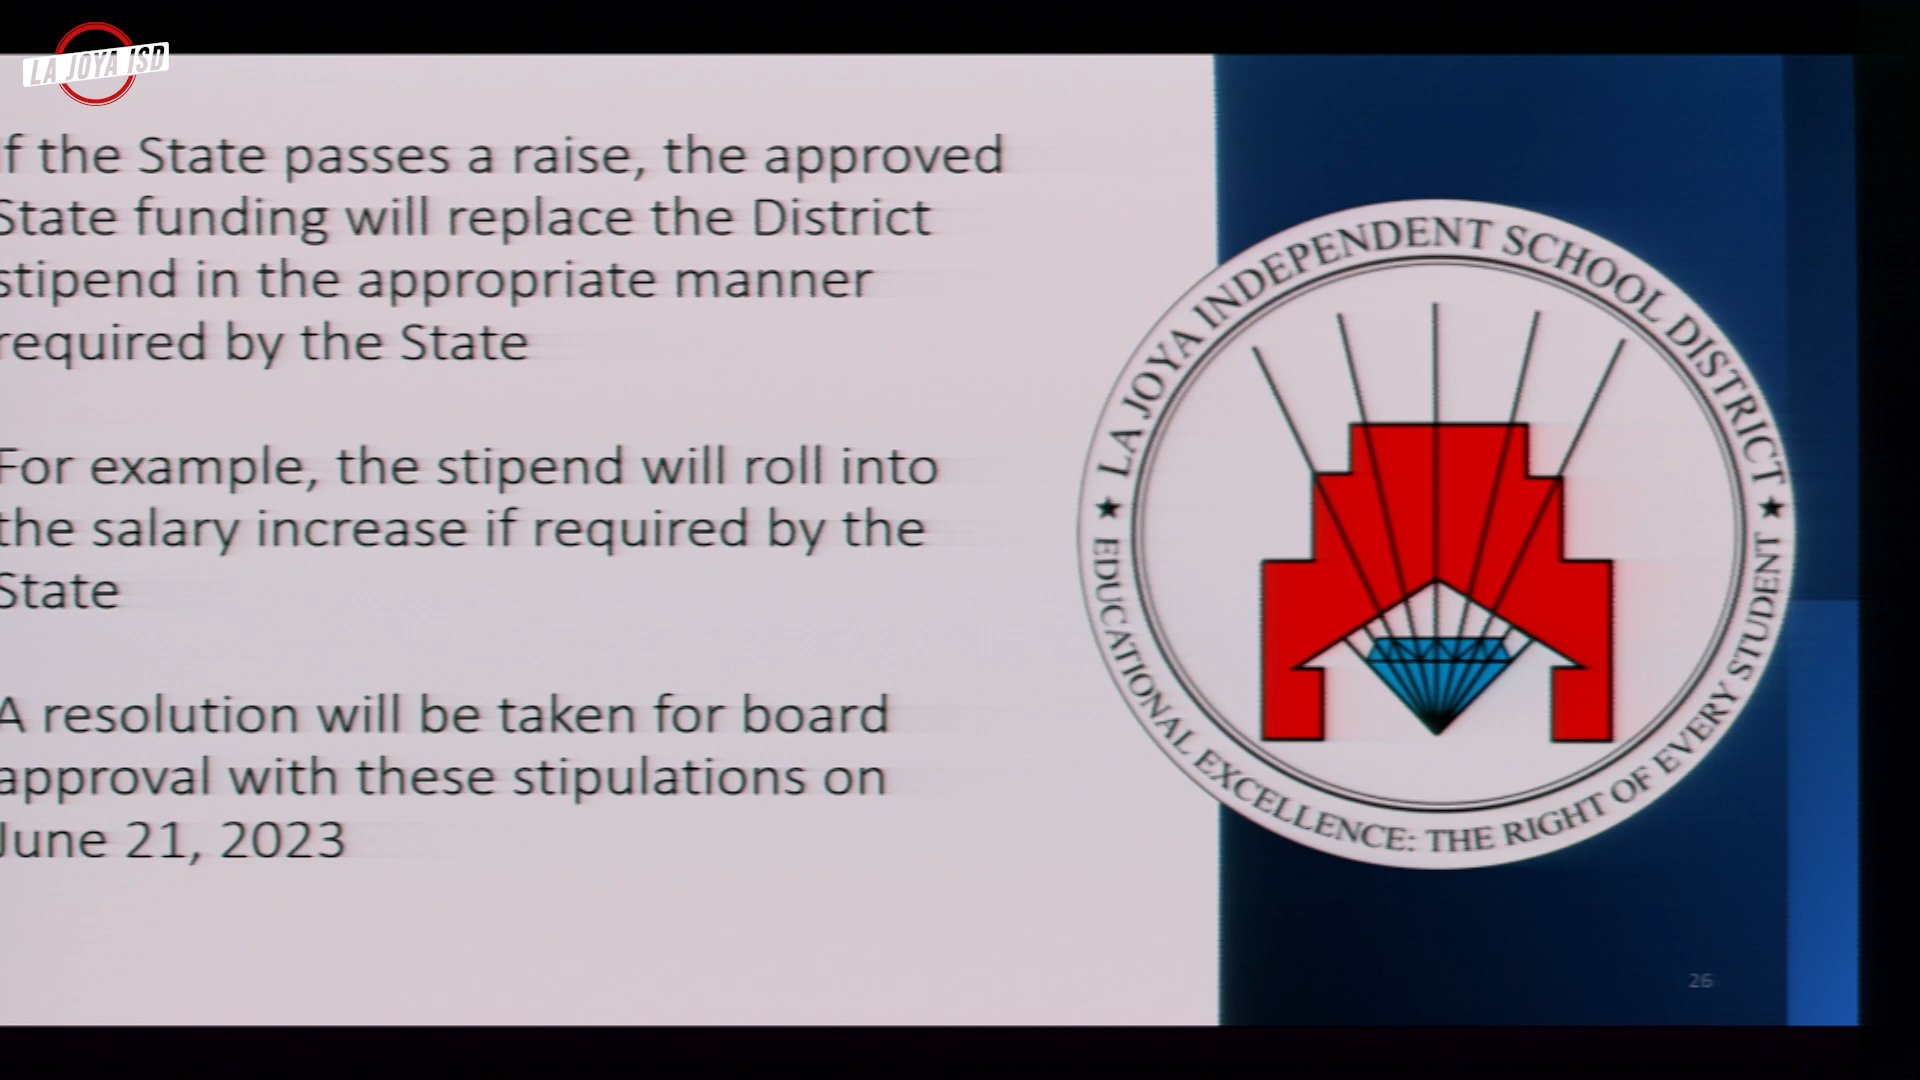 LA JOYA ISD
If the State passes a raise, the approved
State funding will replace the District
stipend in the appropriate manner
required by the State
For example, the stipend will roll into
the salary increase if required by the
State
A resolution will be taken for board
approval with these stipulations on
June 21, 2023
LA JOYA INDEPENDENT SCHOOL DISTRICT
★ EDUCATIONAL EXCELLENCE: THE RIGHT OF EVERY STUDENT ★
26